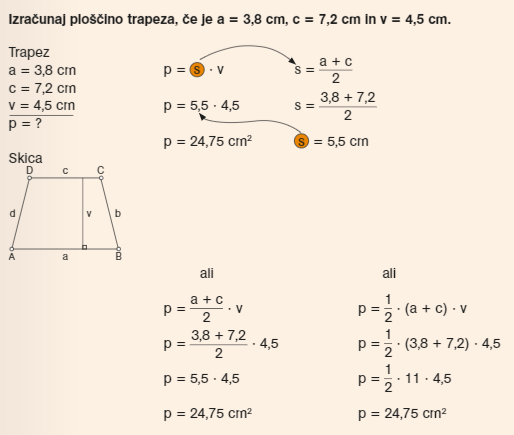 Izračunaj ploščino trapeza, če je a = 3,8 cm, c = 7,2 cm in v = 4,5 cm.
Trapez
a = 3,8 cm
c = 7,2 cm
v = 4,5 cm
p = ?
p = s · v
s = (a + c)/2
p = 5,5 · 4,5
s = (3,8 + 7,2)/2
p = 24,75 cm²
s = 5,5 cm
Skica
D c C
d v b
A a B
ali
p = (a + c)/2 · v
p = (3,8 + 7,2)/2 · 4,5
p = 5,5 · 4,5
p = 24,75 cm²
ali
p = 1/2 · (a + c) · v
p = 1/2 · (3,8 + 7,2) · 4,5
p = 1/2 · 11 · 4,5
p = 24,75 cm²